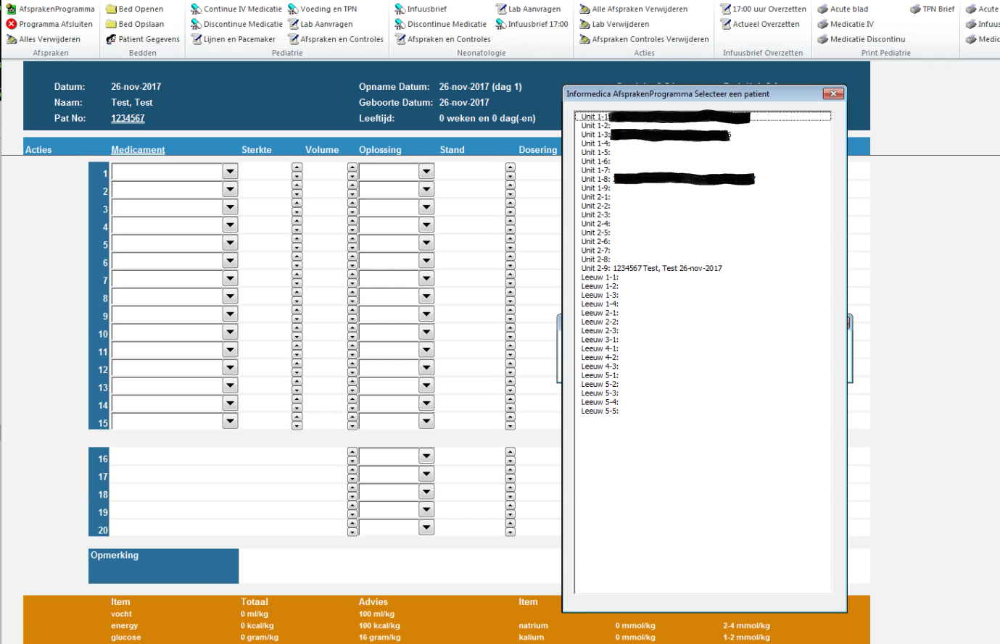 AfsprakenProgramma Bed Openen Continue IV Medicatie Voeding en TPN Infuusbrief Lab Aanvragen Alle Afspraken Verwijderen 17:00 uur Overzetten Acute blad TPN Brief Acute
Programma Afsluiten Bed Opslaan Discontinue Medicatie Lab Aanvragen Discontinue Medicatie Infuusbrief 17:00 Lab Verwijderen Actueel Overzetten Medicatie IV
Alles Verwijderen Patient Gegevens Lijnen en Pacemaker Afspraken en Controles Afspraken en Controles Afspraken Controles Verwijderen Medicatie Discontinu
Afspraken Bedden Pediatrie Neonatologie Acties Infuusbrief Overzetten Print Pediatrie
Datum: 26-nov-2017 Opname Datum: 26-nov-2017 (dag 1)
Naam: Test, Test Geboorte Datum: 26-nov-2017
Pat No: 1234567 Leeftijd: 0 weken en 0 dag(-en)
Acties Medicament Sterkte Volume Oplossing Stand Dosering
1
2
3
4
5
6
7
8
9
10
11
12
13
14
15
16
17
18
19
20
Opmerking
Item Totaal Advies Item
vocht 0 ml/kg 100 ml/kg
energy 0 kcal/kg 100 kcal/kg natrium 0 mmol/kg 2-4 mmol/kg
glucose 0 gram/kg 16 gram/kg kalium 0 mmol/kg 1-2 mmol/kg
Informedica AfsprakenProgramma Selecteer een patient
Unit 1-1
Unit 1-2:
Unit 1-3:
Unit 1-4:
Unit 1-5:
Unit 1-6:
Unit 1-7:
Unit 1-8:
Unit 1-9:
Unit 2-1:
Unit 2-2:
Unit 2-3:
Unit 2-4:
Unit 2-5:
Unit 2-6:
Unit 2-7:
Unit 2-8:
Unit 2-9: 1234567 Test, Test 26-nov-2017
Leeuw 1-1:
Leeuw 1-2:
Leeuw 1-3:
Leeuw 1-4:
Leeuw 2-1:
Leeuw 2-2:
Leeuw 2-3:
Leeuw 3-1:
Leeuw 4-1:
Leeuw 4-2:
Leeuw 4-3:
Leeuw 5-1:
Leeuw 5-2:
Leeuw 5-3:
Leeuw 5-4:
Leeuw 5-5: